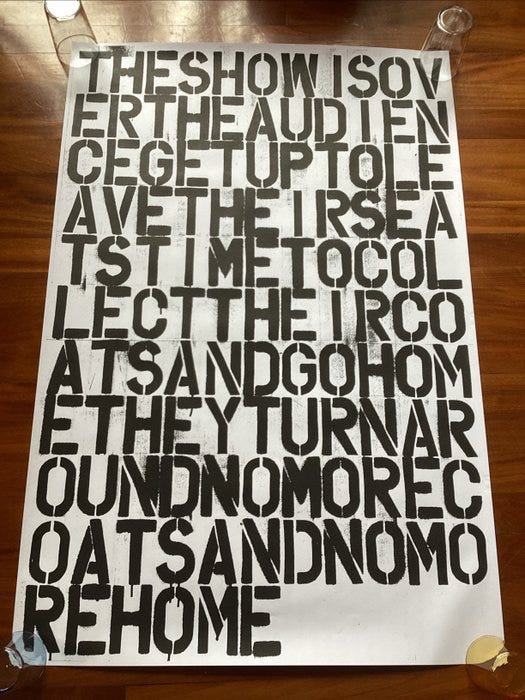 THESHOWISOV
ERTHEAUDIEN
CEGETUPTOLE
AVETHEIRSEA
TSTIMETOCOL
LECTTHEIRCO
ATSANDGOHOM
ETHEYTURNAR
OUNDNOMOREC
OATSANDNOMO
REHOME